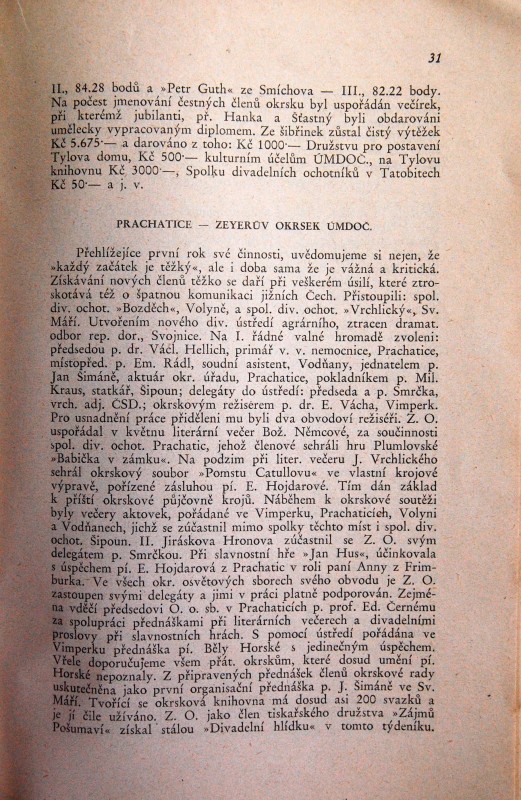 31
II., 84.28 bodů a »Petr Guth« ze Smíchova — III., 82.22 body.
Na počest jmenování čestných členů okrsku byl uspořádán večírek,
při kterémž jubilanti, př. Hanka a Šťastný byli obdarováni
umělecky vypracovaným diplomem. Ze šibřinek zůstal čistý výtěžek
Kč 5.675·— a darováno z toho: Kč 1000·— Družstvu pro postavení
Tylova domu, Kč 500·— kulturním účelům ÚMDOČ., na Tylovu
knihovnu Kč 3000·—, Spolku divadelních ochotníků v Tatobitech
Kč 50·— a j. v.
PRACHATICE — ZEYERŮV OKRSEK ÚMDOČ.
Přehlížejíce první rok své činnosti, uvědomujeme si nejen, že
»každý začátek je těžký«, ale i doba sama že je vážná a kritická.
Získávání nových členů těžko se daří při veškerém úsilí, které ztro-
skotává též o špatnou komunikaci jižních Čech. Přistoupili: spol.
div. ochot. »Bozděch«, Volyně, a spol. div. ochot. »Vrchlický«, Sv.
Máří. Utvořením nového div. ústředí agrárního, ztracen dramat.
odbor rep. dor., Svojnice. Na I. řádné valné hromadě zvoleni:
předsedou p. dr. Václ. Hellich, primář v. v. nemocnice, Prachatice,
místopřed. p. Em. Rádl, soudní asistent, Vodňany, jednatelem p.
Jan Šimáně, aktuár okr. úřadu, Prachatice, pokladníkem p. Mil.
Kraus, statkář, Šipoun; delegáty do ústředí: předseda a p. Smrčka,
vrch. adj. ČSD.; okrskovým režisérem p. dr. E. Vácha, Vimperk.
Pro usnadnění práce přiděleni mu byli dva obvodoví režiséři. Z. O.
uspořádal v květnu literární večer Bož. Němcové, za součinnosti
spol. div. ochot. Prachatic, jehož členové sehráli hru Plumlovské
»Babička v zámku«. Na podzim při liter. večeru J. Vrchlického
sehrál okrskový soubor »Pomstu Catullovu« ve vlastní krojové
výpravě, pořízené zásluhou pí. E. Hojdarové. Tím dán základ
k příští okrskové půjčovně krojů. Náběhem k okrskové soutěži
byly večery aktovek, pořádané ve Vimperku, Prachaticích, Volyni
a Vodňanech, jichž se zúčastnil mimo spolky těchto míst i spol. div.
ochot. Šipoun. II. Jiráskova Hronova zúčastnil se Z. O. svým
delegátem p. Smrčkou. Při slavnostní hře »Jan Hus«, účinkovala
s úspěchem pí. E. Hojdarová z Prachatic v roli paní Anny z Frim-
burka. Ve všech okr. osvětových sborech svého obvodu je Z. O.
zastoupen svými delegáty a jimi v práci platně podporován. Zejmé-
na vděčí předsedovi O. o. sb. v Prachaticích p. prof. Ed. Černému
za spolupráci přednáškami při literárních večerech a divadelními
proslovy při slavnostních hrách. S pomocí ústředí pořádána ve
Vimperku přednáška pí. Běly Horské s jedinečným úspěchem.
Vřele doporučujeme všem přát. okrskům, které dosud umění pí.
Horské nepoznaly. Z připravených přednášek členů okrskové rady
uskutečněna jako první organisační přednáška p. J. Šimáně ve Sv.
Máří. Tvořící se okrsková knihovna má dosud asi 200 svazků a
je jí čile užíváno. Z. O. jako člen tiskařského družstva »Zájmů
Pošumaví« získal stálou »Divadelní hlídku« v tomto týdeníku.